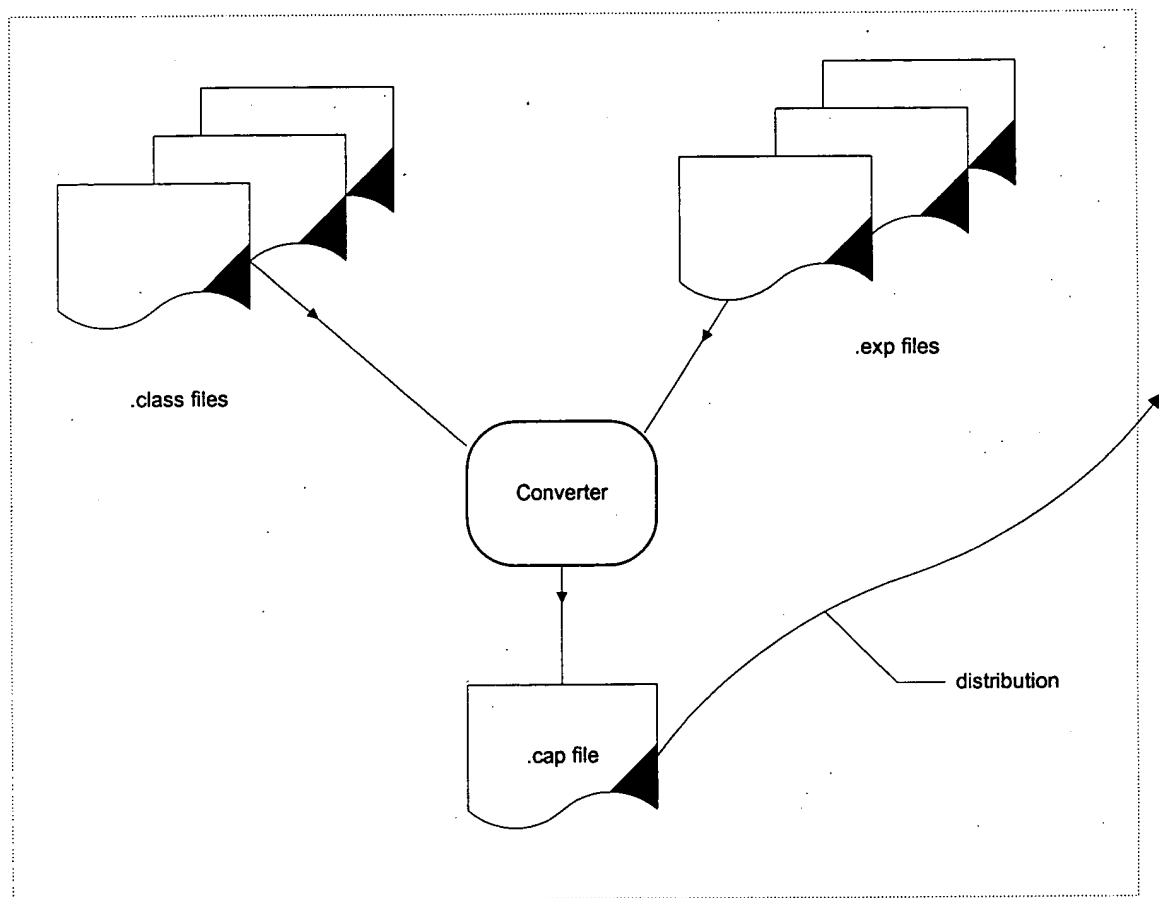 .class files
.exp files
Converter
distribution
.cap file